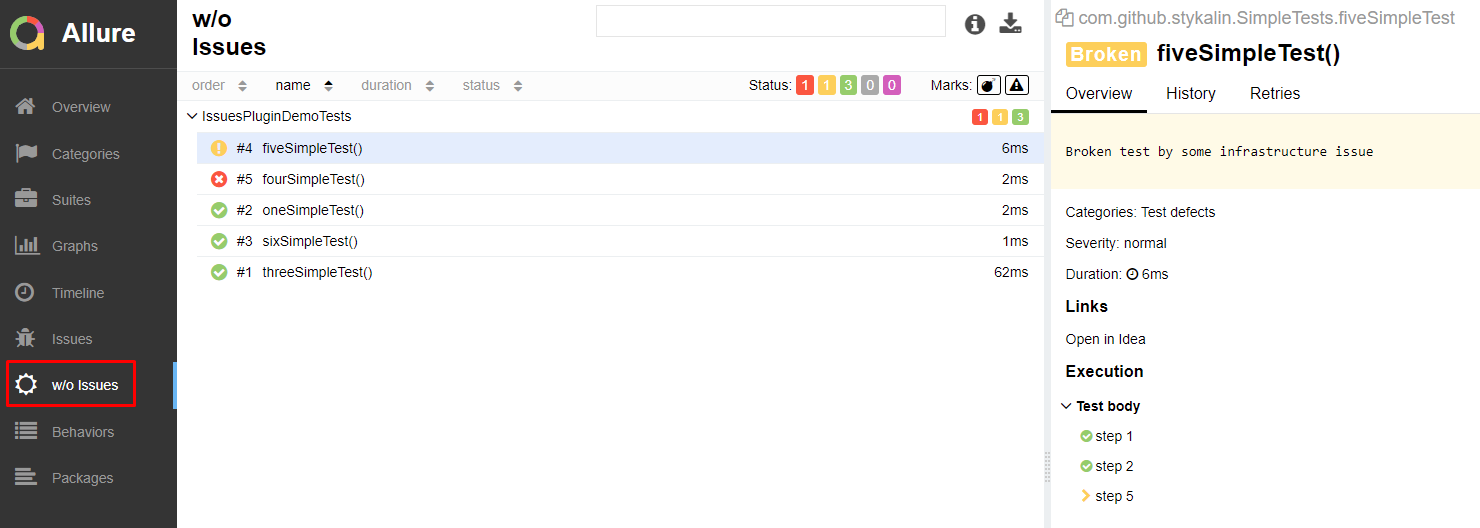 Allure
Overview
Categories
Suites
Graphs
Timeline
Issues
w/o Issues
Behaviors
Packages
w/o
Issues
order name duration status Status: 1 1 3 0 0 Marks:
IssuesPluginDemoTests 1 1 3
#4 fiveSimpleTest() 6ms
#5 fourSimpleTest() 2ms
#2 oneSimpleTest() 2ms
#3 sixSimpleTest() 1ms
#1 threeSimpleTest() 62ms
com.github.stykalin.SimpleTests.fiveSimpleTest
Broken fiveSimpleTest()
Overview History Retries
Broken test by some infrastructure issue
Categories: Test defects
Severity: normal
Duration: 6ms
Links
Open in Idea
Execution
Test body
step 1
step 2
step 5